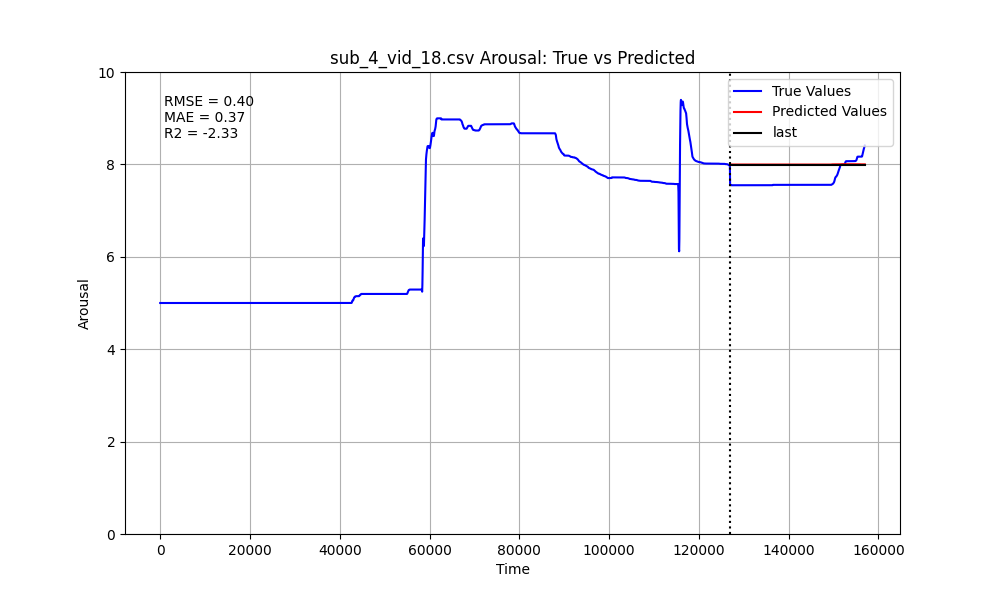 sub_4_vid_18.csv Arousal: True vs Predicted
RMSE = 0.40
MAE = 0.37
R2 = -2.33
True Values
Predicted Values
last
Arousal
10
8
6
4
2
0
0 20000 40000 60000 80000 100000 120000 140000 160000
Time